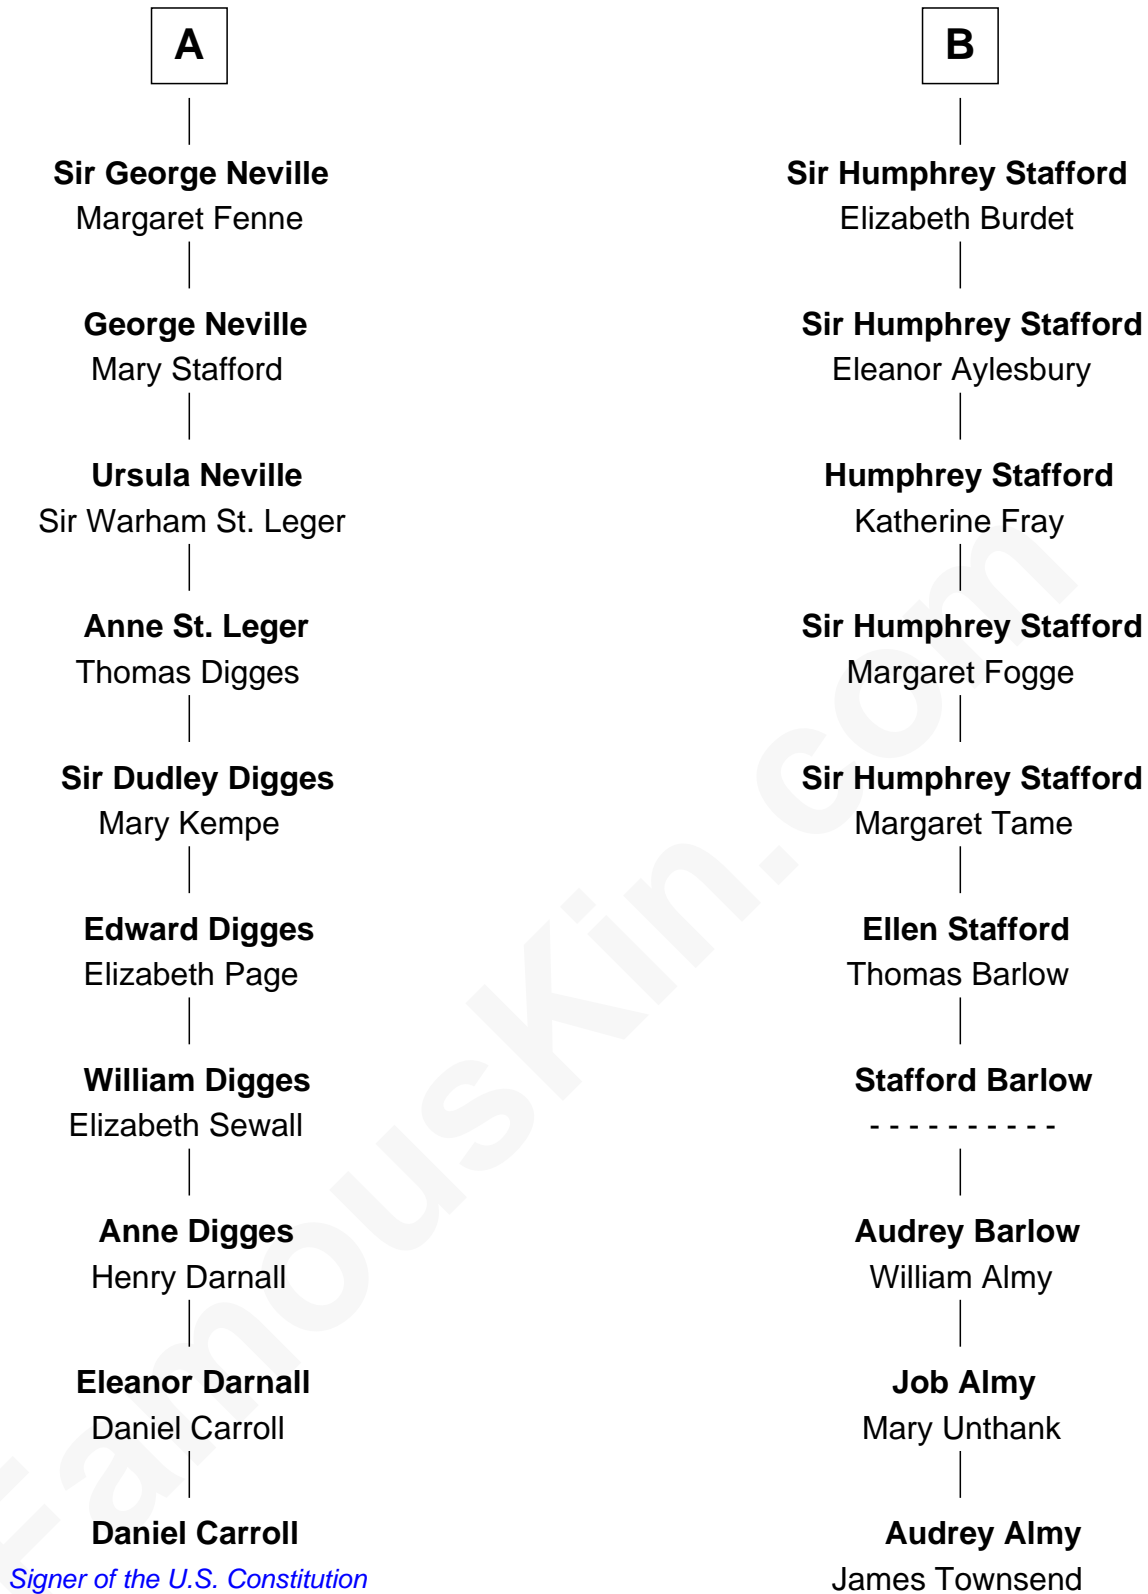 A
Sir George Neville
Margaret Fenne
George Neville
Mary Stafford
Ursula Neville
Sir Warham St. Leger
Anne St. Leger
Thomas Digges
Sir Dudley Digges
Mary Kempe
Edward Digges
Elizabeth Page
William Digges
Elizabeth Sewall
Anne Digges
Henry Darnall
Eleanor Darnall
Daniel Carroll
Daniel Carroll
Signer of the U.S. Constitution
B
Sir Humphrey Stafford
Elizabeth Burdet
Sir Humphrey Stafford
Eleanor Aylesbury
Humphrey Stafford
Katherine Fray
Sir Humphrey Stafford
Margaret Fogge
Sir Humphrey Stafford
Margaret Tame
Ellen Stafford
Thomas Barlow
Stafford Barlow
- - - - - - - - - -
Audrey Barlow
William Almy
Job Almy
Mary Unthank
Audrey Almy
James Townsend
FamousKin.com